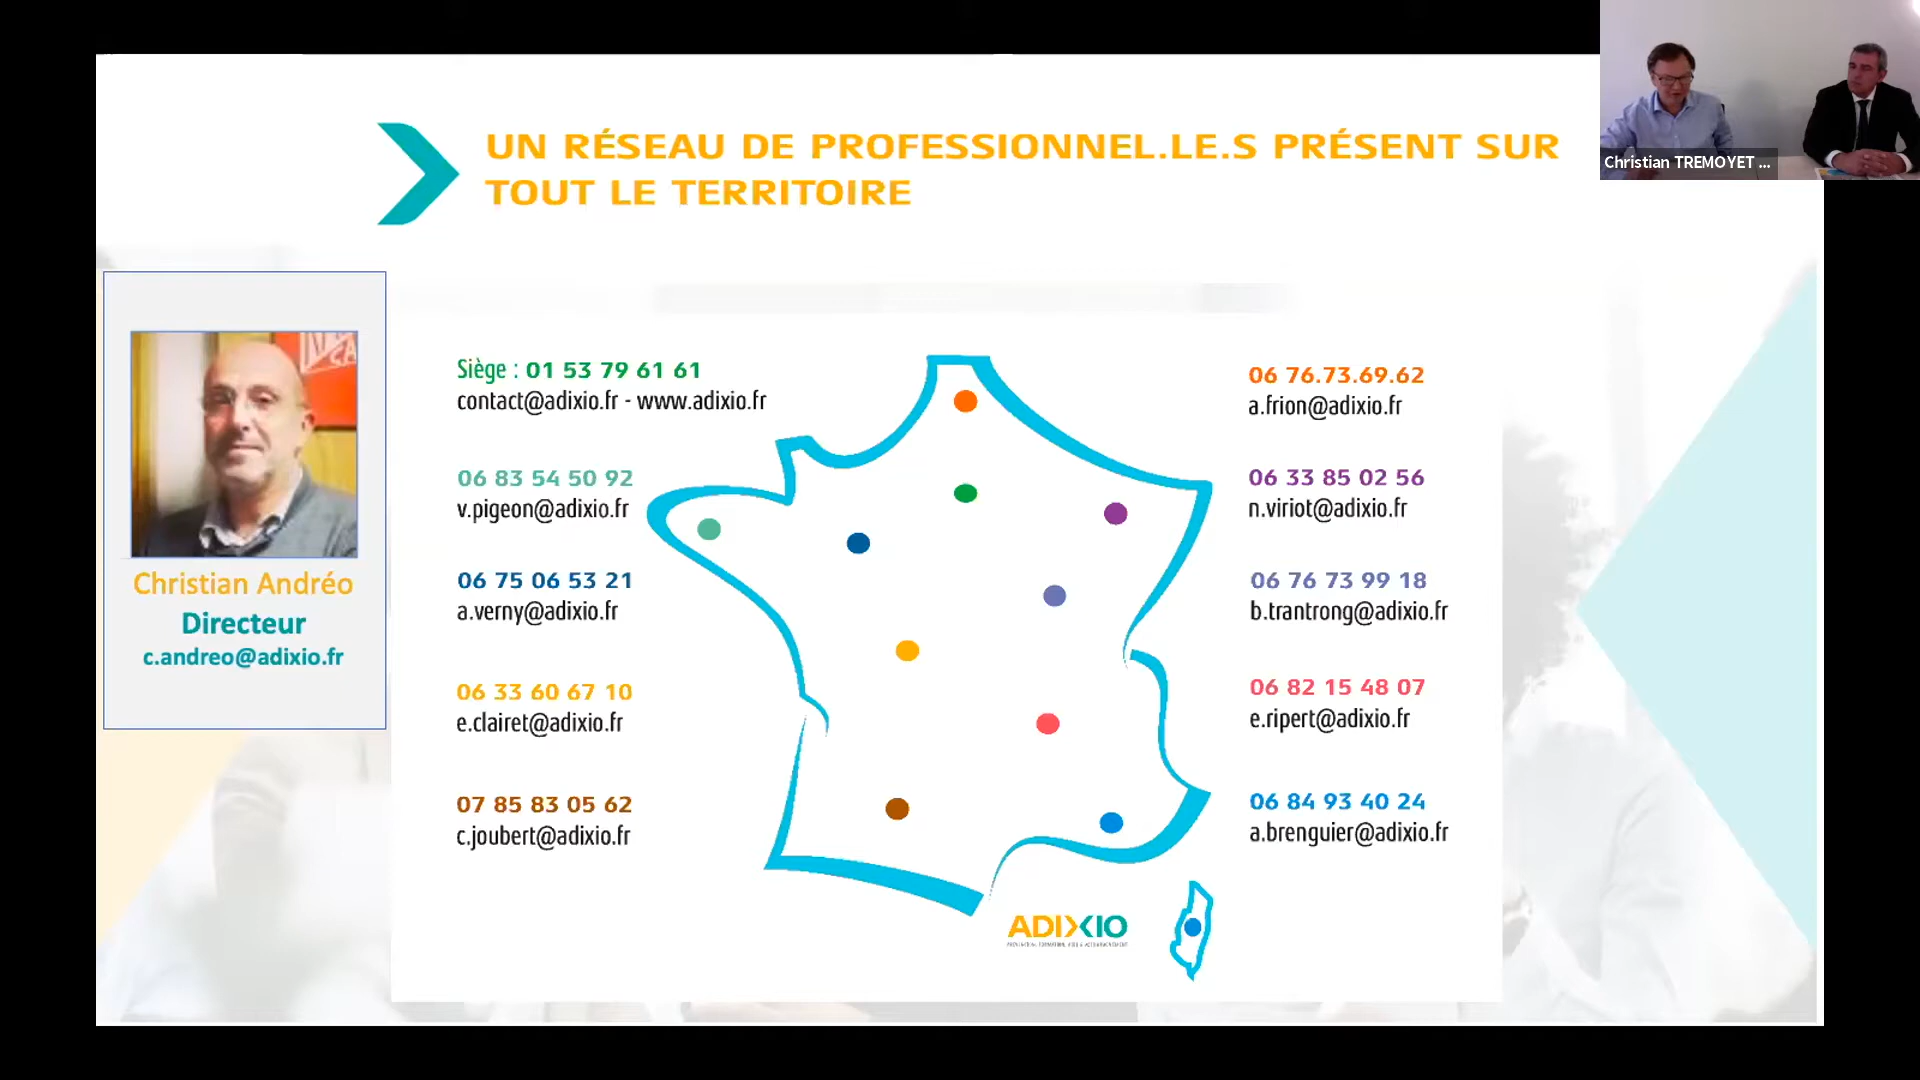 UN RÉSEAU DE PROFESSIONNEL.LE.S PRÉSENT SUR
TOUT LE TERRITOIRE
Christian TREMOYET ...
Christian Andréo
Directeur
c.andreo@adixio.fr
Siège : 01 53 79 61 61
contact@adixio.fr - www.adixio.fr
06 83 54 50 92
v.pigeon@adixio.fr
06 75 06 53 21
a.verny@adixio.fr
06 33 60 67 10
e.clairet@adixio.fr
07 85 83 05 62
c.joubert@adixio.fr
06 76.73.69.62
a.frion@adixio.fr
06 33 85 02 56
n.viriot@adixio.fr
06 76 73 99 18
b.trantrong@adixio.fr
06 82 15 48 07
e.ripert@adixio.fr
06 84 93 40 24
a.brenguier@adixio.fr
ADIXIO